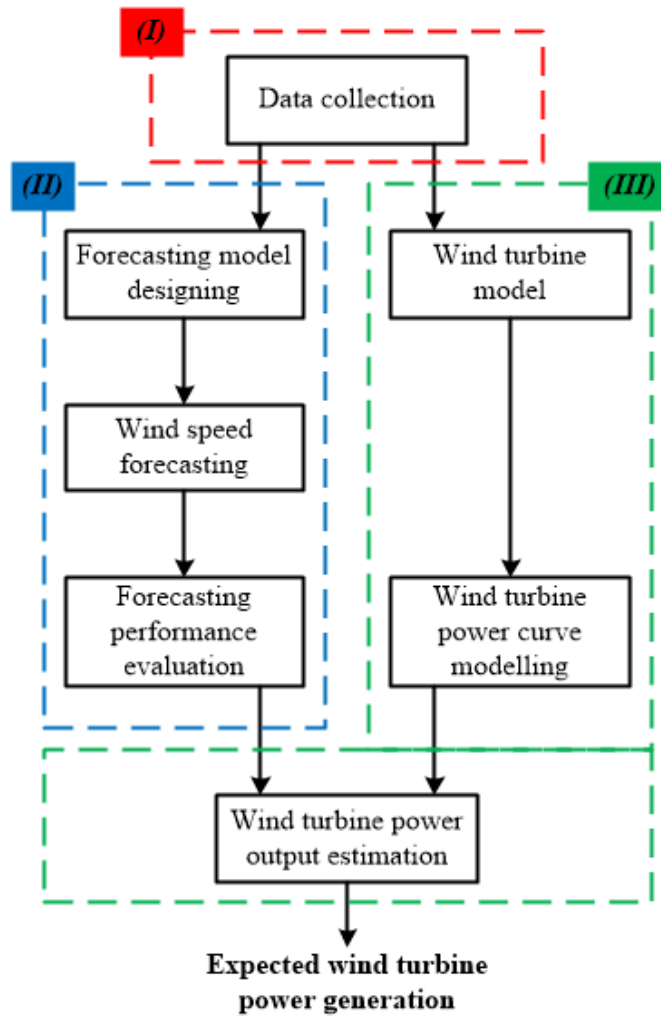 (I)
Data collection
(II)
(III)
Forecasting model
designing
Wind turbine
model
Wind speed
forecasting
Forecasting
performance
evaluation
Wind turbine
power curve
modelling
Wind turbine power
output estimation
Expected wind turbine
power generation